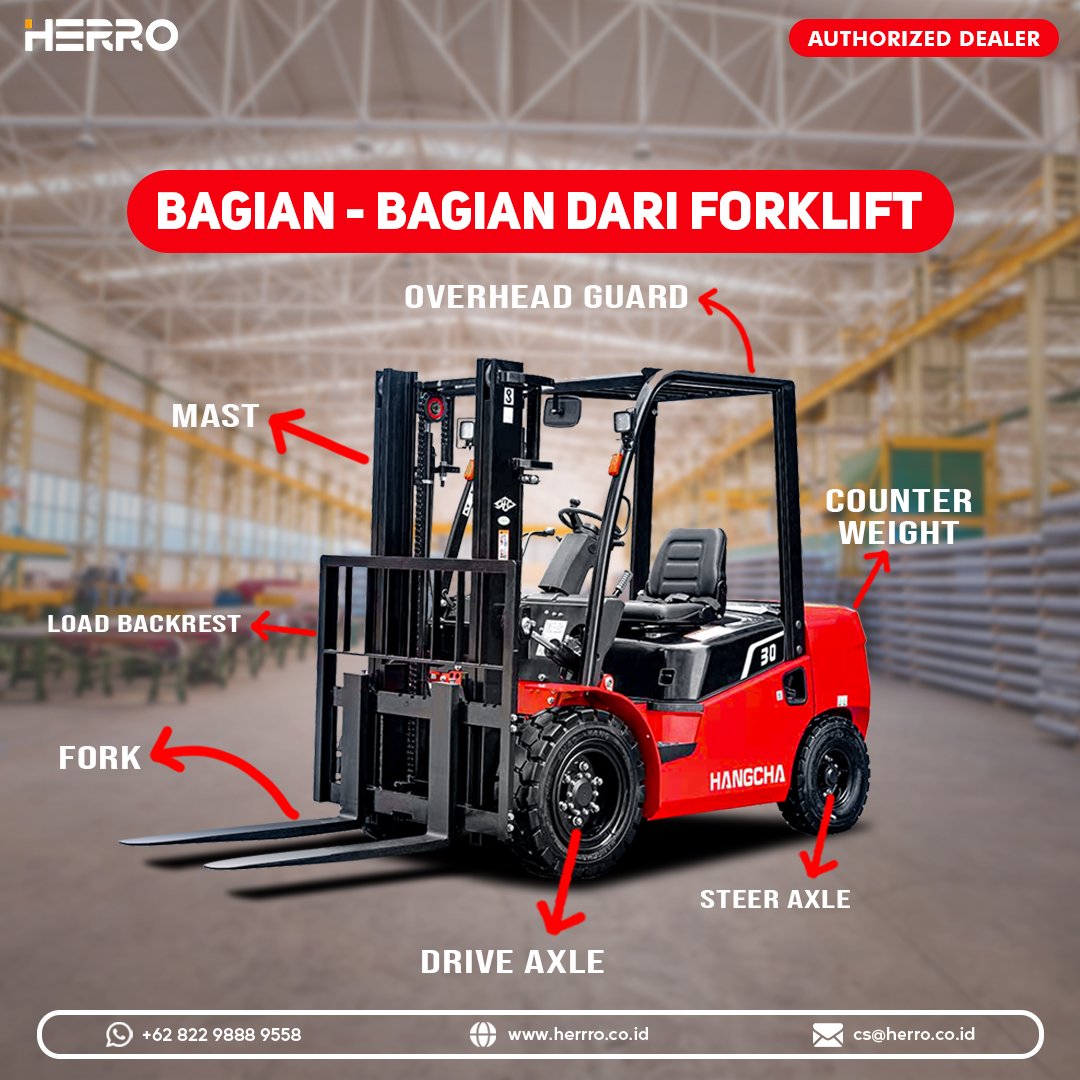 HERRO
AUTHORIZED DEALER
BAGIAN - BAGIAN DARI FORKLIFT
OVERHEAD GUARD
MAST
COUNTER
WEIGHT
LOAD BACKREST
FORK
3
30
HANGCHA
STEER AXLE
DRIVE AXLE
+62 822 9888 9558
www.herrro.co.id
cs@herro.co.id